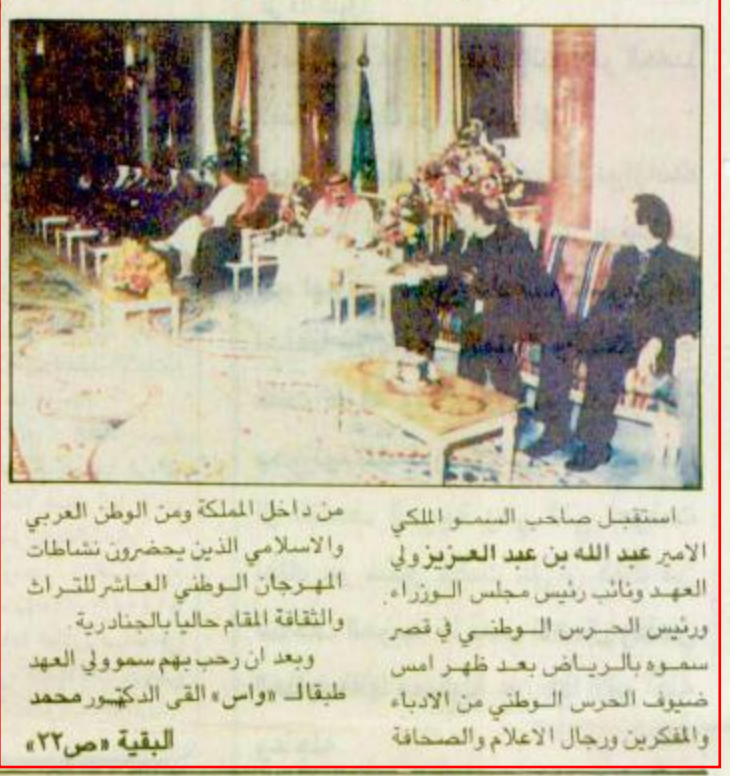 استقبل صاحب السمو الملكي
الامير عبد الله بن عبد العزيز ولي
العهد ونائب رئيس مجلس الوزراء
ورئيس الحرس الوطني في قصر
سموه بالرياض بعد ظهر امس
ضيوف الحرس الوطني من الادباء
والمفكرين ورجال الاعلام والصحافة
من داخل المملكة ومن الوطن العربي
والاسلامي الذين يحضرون نشاطات
المهرجان الوطني العاشر للتراث
والثقافة المقام حاليا بالجنادرية.
وبعد ان رحب بهم سمو ولي العهد
طبقا لـ «واس» القى الدكتور محمد
البقية «ص٢٢»